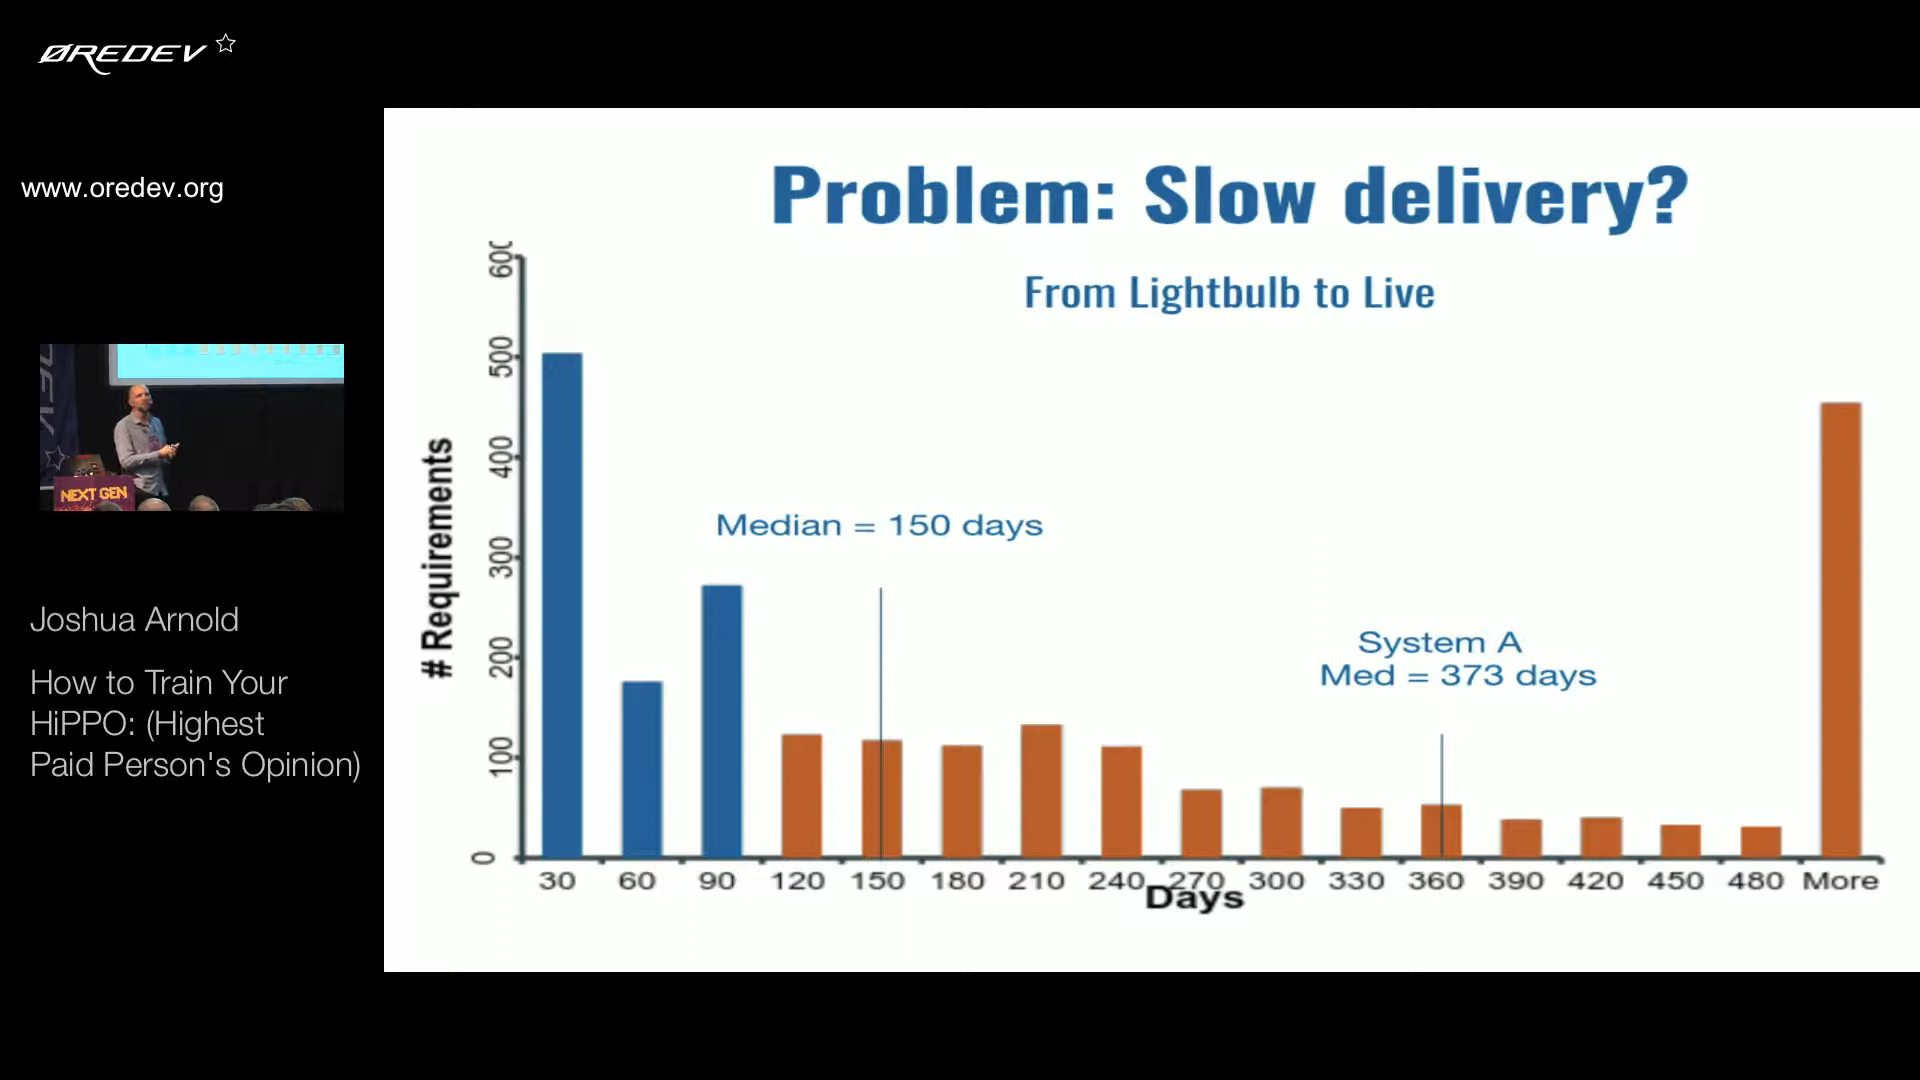 ØREDEV
www.oredev.org
NEXT GEN
Joshua Arnold
How to Train Your
HiPPO: (Highest
Paid Person's Opinion)
Problem: Slow delivery?
From Lightbulb to Live
# Requirements
600
500
400
300
200
100
0
Median = 150 days
System A
Med = 373 days
30 60 90 120 150 180 210 240 270 300 330 360 390 420 450 480 More
Days